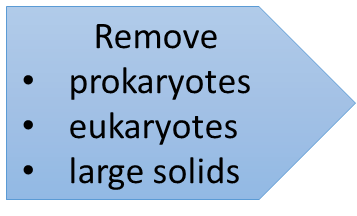 Remove
• prokaryotes
• eukaryotes
• large solids